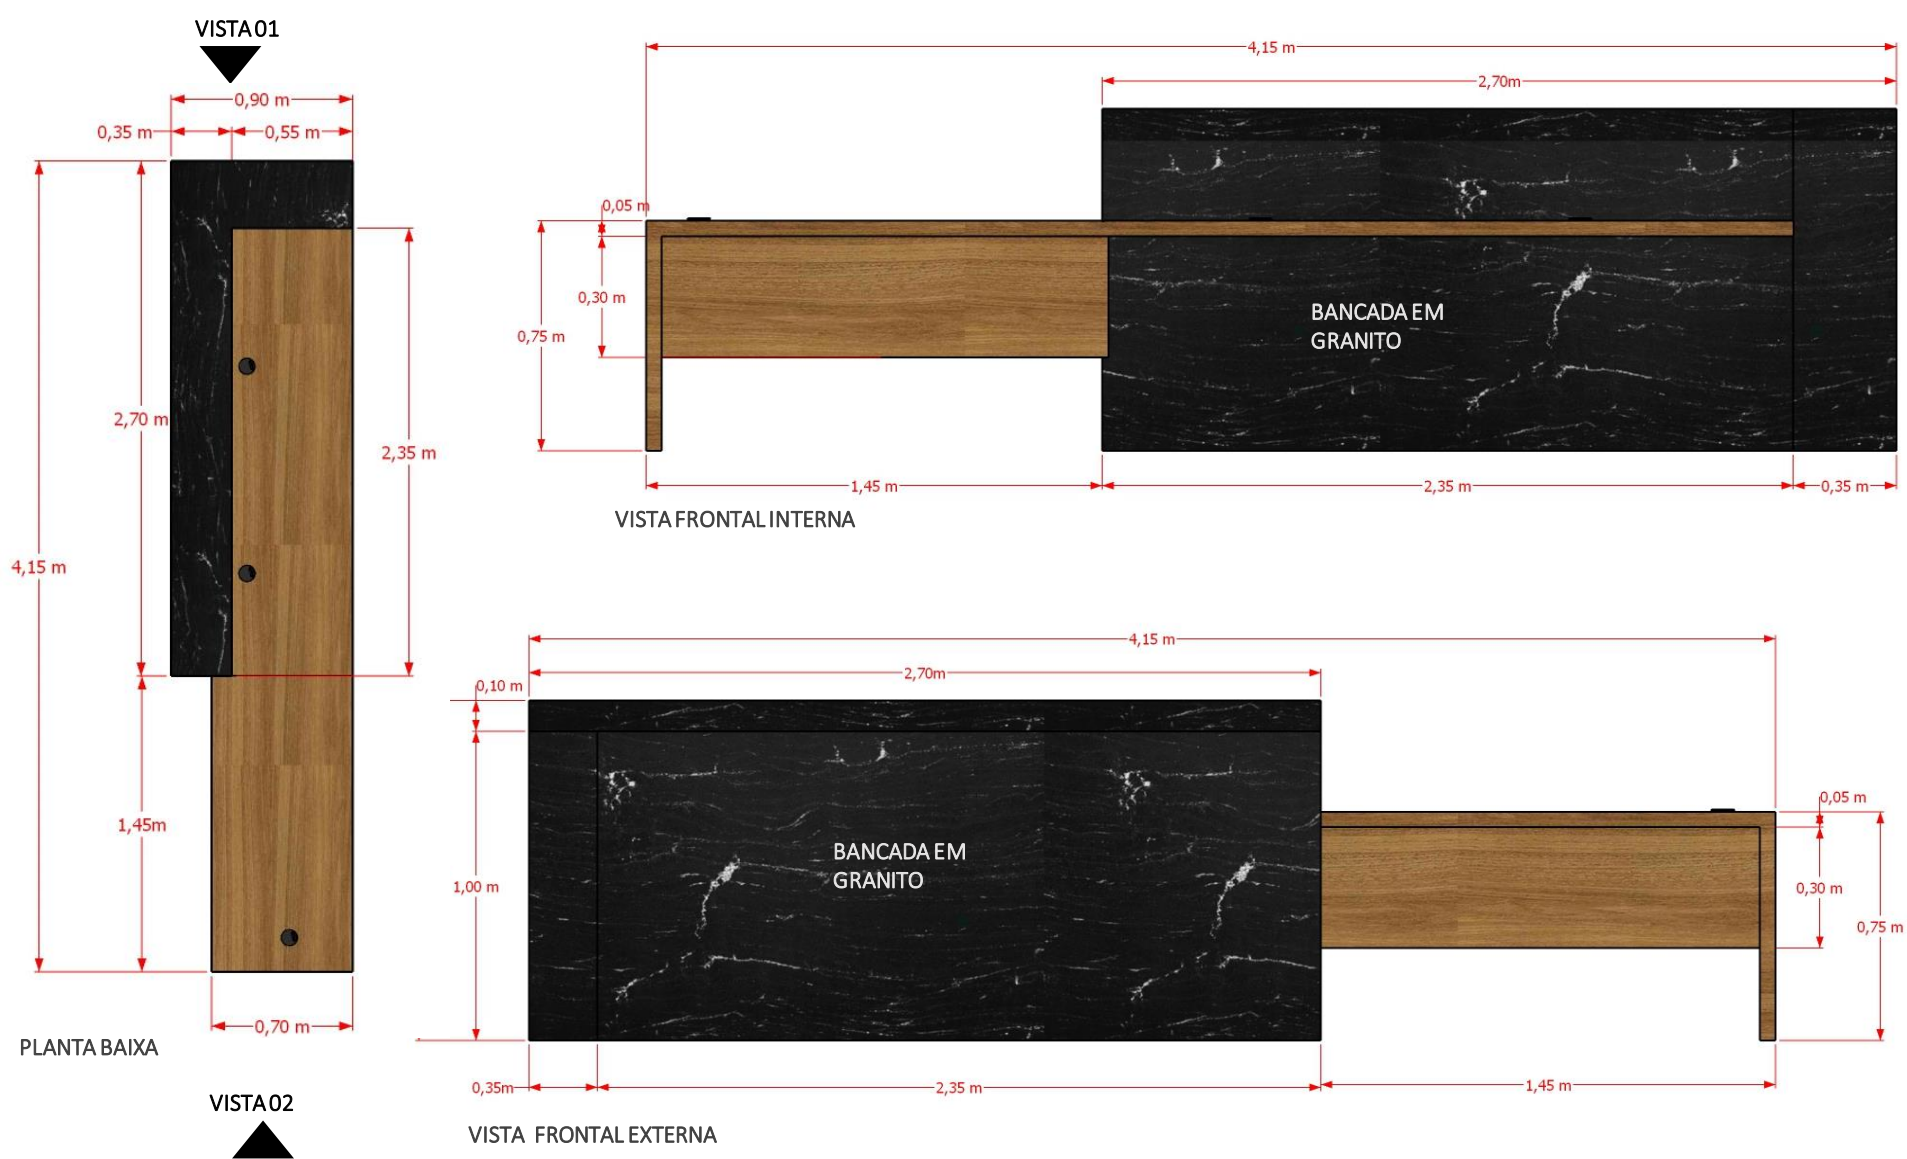 VISTA 01
0,90 m
0,35 m
0,55 m
2,70 m
2,35 m
4,15 m
1,45m
0,70 m
PLANTA BAIXA
VISTA 02
4,15 m
2,70m
0,05 m
0,30 m
0,75 m
BANCADA EM
GRANITO
1,45 m
2,35 m
0,35 m
VISTA FRONTAL INTERNA
4,15 m
2,70m
0,10 m
0,05 m
BANCADA EM
GRANITO
1,00 m
0,30 m
0,75 m
0,35m
2,35 m
1,45 m
VISTA FRONTAL EXTERNA